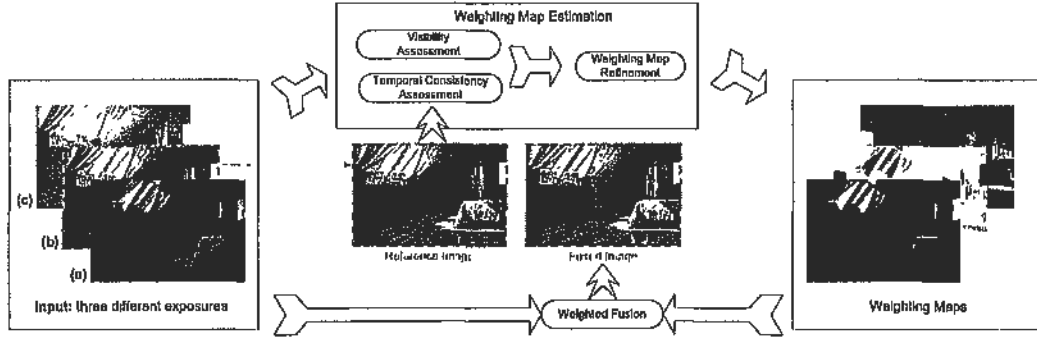 Weighting Map Estimation
Visibility
Assessment
Temporal Consistency
Assessment
Weighting Map
Refinement
(c)
(b)
(a)
Input: three different exposures
Reference Image
Fused Image
Weighted Fusion
Weighting Maps